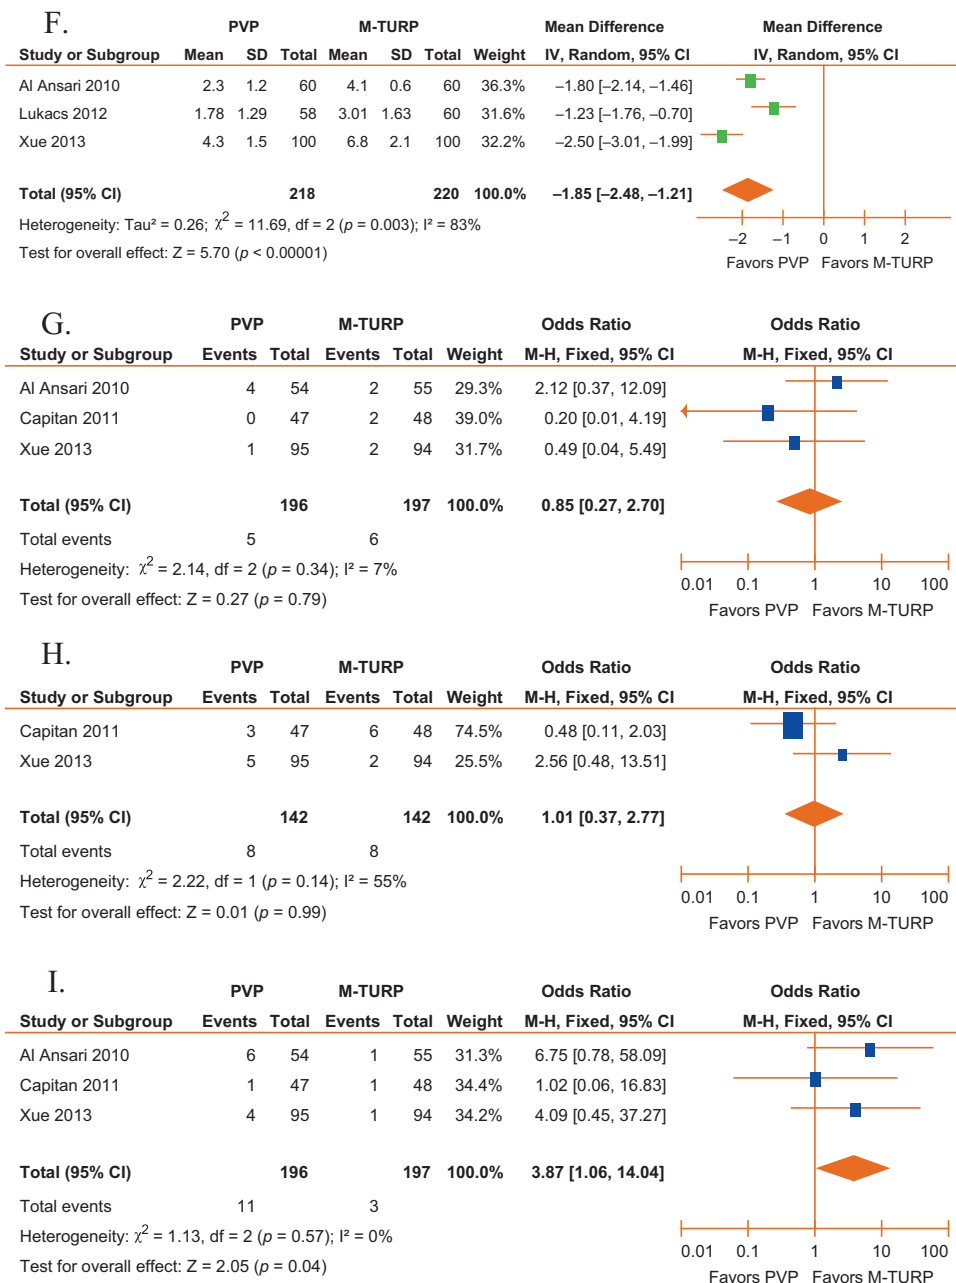 F. PVP M-TURP Mean Difference Mean Difference
Study or Subgroup Mean SD Total Mean SD Total Weight IV, Random, 95% CI IV, Random, 95% CI
Al Ansari 2010 2.3 1.2 60 4.1 0.6 60 36.3% −1.80 [−2.14, −1.46]
Lukacs 2012 1.78 1.29 58 3.01 1.63 60 31.6% −1.23 [−1.76, −0.70]
Xue 2013 4.3 1.5 100 6.8 2.1 100 32.2% −2.50 [−3.01, −1.99]
Total (95% CI) 218 220 100.0% −1.85 [−2.48, −1.21]
Heterogeneity: Tau² = 0.26; χ² = 11.69, df = 2 (p = 0.003); I² = 83%
−2 −1 0 1 2
Test for overall effect: Z = 5.70 (p < 0.00001)
Favors PVP Favors M-TURP
G. PVP M-TURP Odds Ratio Odds Ratio
Study or Subgroup Events Total Events Total Weight M-H, Fixed, 95% CI M-H, Fixed, 95% CI
Al Ansari 2010 4 54 2 55 29.3% 2.12 [0.37, 12.09]
Capitan 2011 0 47 2 48 39.0% 0.20 [0.01, 4.19]
Xue 2013 1 95 2 94 31.7% 0.49 [0.04, 5.49]
Total (95% CI) 196 197 100.0% 0.85 [0.27, 2.70]
Total events 5 6
Heterogeneity: χ² = 2.14, df = 2 (p = 0.34); I² = 7%
0.01 0.1 1 10 100
Test for overall effect: Z = 0.27 (p = 0.79)
Favors PVP Favors M-TURP
H. PVP M-TURP Odds Ratio Odds Ratio
Study or Subgroup Events Total Events Total Weight M-H, Fixed, 95% CI M-H, Fixed, 95% CI
Capitan 2011 3 47 6 48 74.5% 0.48 [0.11, 2.03]
Xue 2013 5 95 2 94 25.5% 2.56 [0.48, 13.51]
Total (95% CI) 142 142 100.0% 1.01 [0.37, 2.77]
Total events 8 8
Heterogeneity: χ² = 2.22, df = 1 (p = 0.14); I² = 55%
0.01 0.1 1 10 100
Test for overall effect: Z = 0.01 (p = 0.99)
Favors PVP Favors M-TURP
I. PVP M-TURP Odds Ratio Odds Ratio
Study or Subgroup Events Total Events Total Weight M-H, Fixed, 95% CI M-H, Fixed, 95% CI
Al Ansari 2010 6 54 1 55 31.3% 6.75 [0.78, 58.09]
Capitan 2011 1 47 1 48 34.4% 1.02 [0.06, 16.83]
Xue 2013 4 95 1 94 34.2% 4.09 [0.45, 37.27]
Total (95% CI) 196 197 100.0% 3.87 [1.06, 14.04]
Total events 11 3
Heterogeneity: χ² = 1.13, df = 2 (p = 0.57); I² = 0%
0.01 0.1 1 10 100
Test for overall effect: Z = 2.05 (p = 0.04)
Favors PVP Favors M-TURP